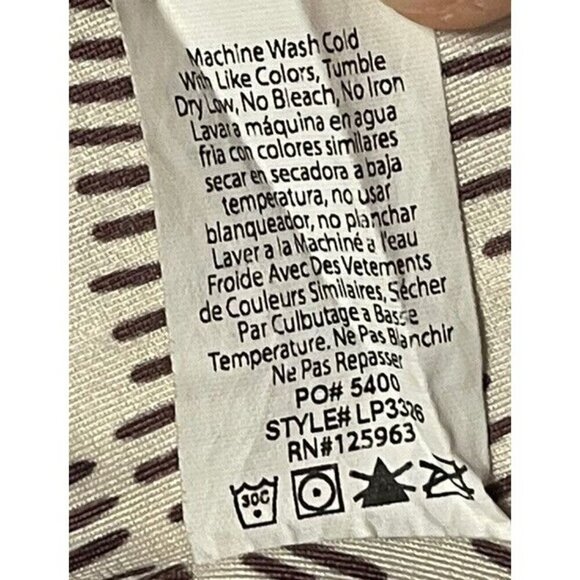 Machine Wash Cold
With Like Colors, Tumble
Dry Low, No Bleach, No Iron
Lavar a máquina en agua
fria con colores similares
secar en secadora a baja
temperatura, no usar
blanqueador, no planchar
Laver a la Machiné a l'eau
Froide Avec Des Vetements
de Couleurs Similaires, Sécher
Par Culbutage a Basse
Temperature. Ne Pas Blanchir
Ne Pas Repasser
PO# 5400
STYLE# LP3326
RN#125963
30C